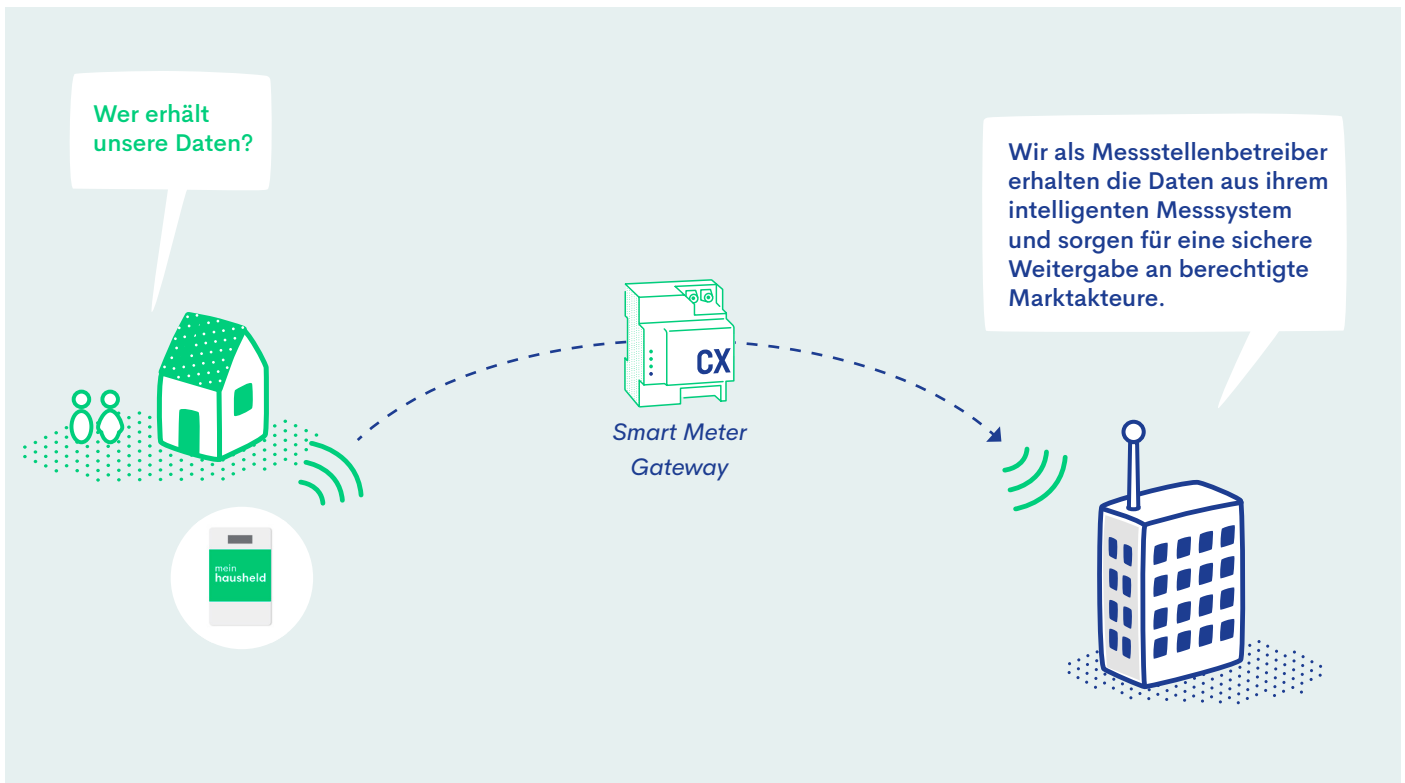 Wer erhält
unsere Daten?
Wir als Messstellenbetreiber
erhalten die Daten aus ihrem
intelligenten Messsystem
und sorgen für eine sichere
Weitergabe an berechtigte
Marktakteure.
CX
Smart Meter
Gateway
mein
hausheld